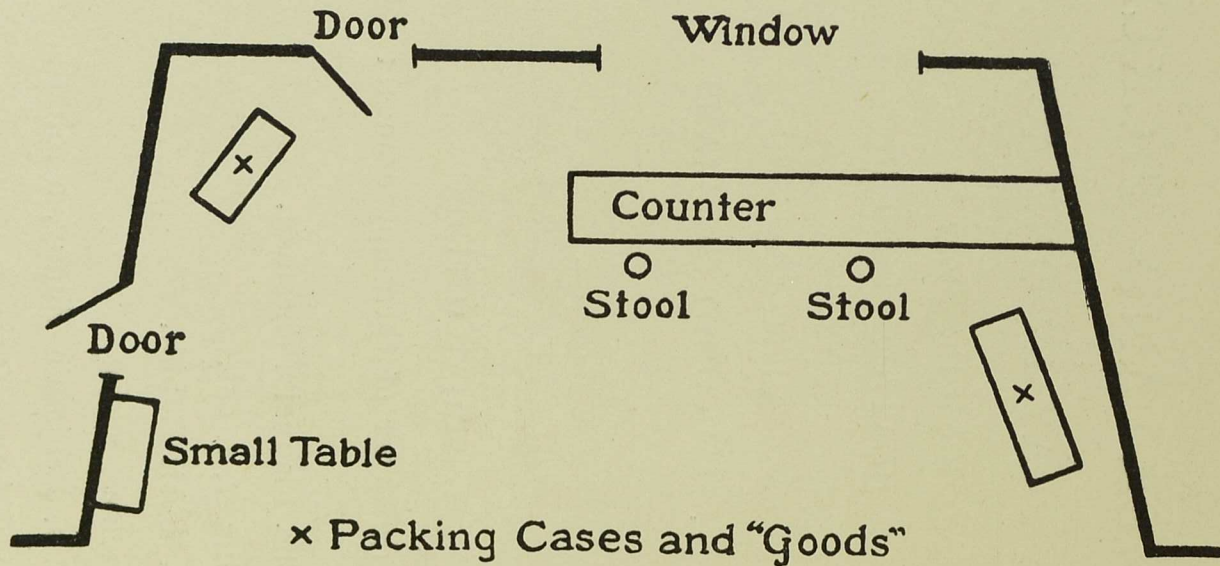 Door
Window
×
Counter
Stool
Stool
Door
×
Small Table
× Packing Cases and “Goods”